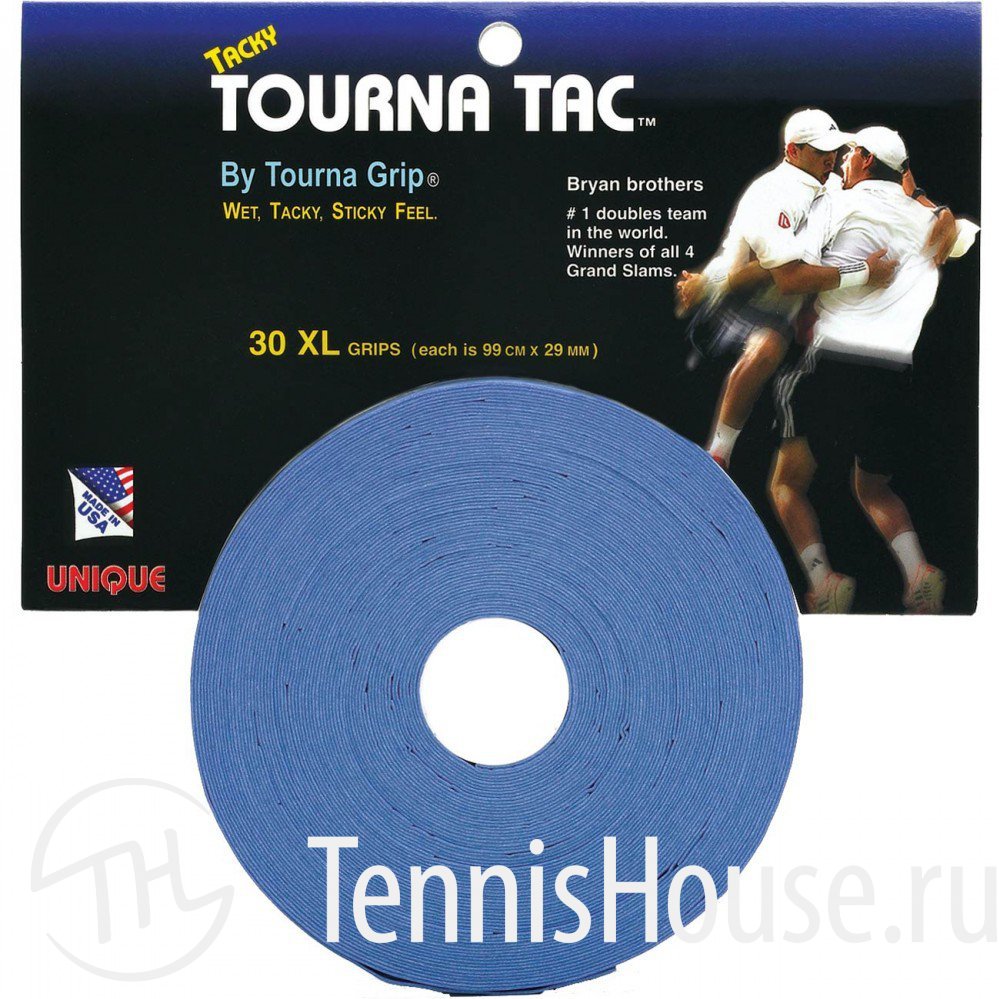 TACKY
TOURNA TAC™
By Tourna Grip®
WET, TACKY, STICKY FEEL.
Bryan brothers
# 1 doubles team
in the world.
Winners of all 4
Grand Slams.
30 XL GRIPS (each is 99 CM X 29 MM)
MADE IN
USA
UNIQUE
TH
TennisHouse.ru